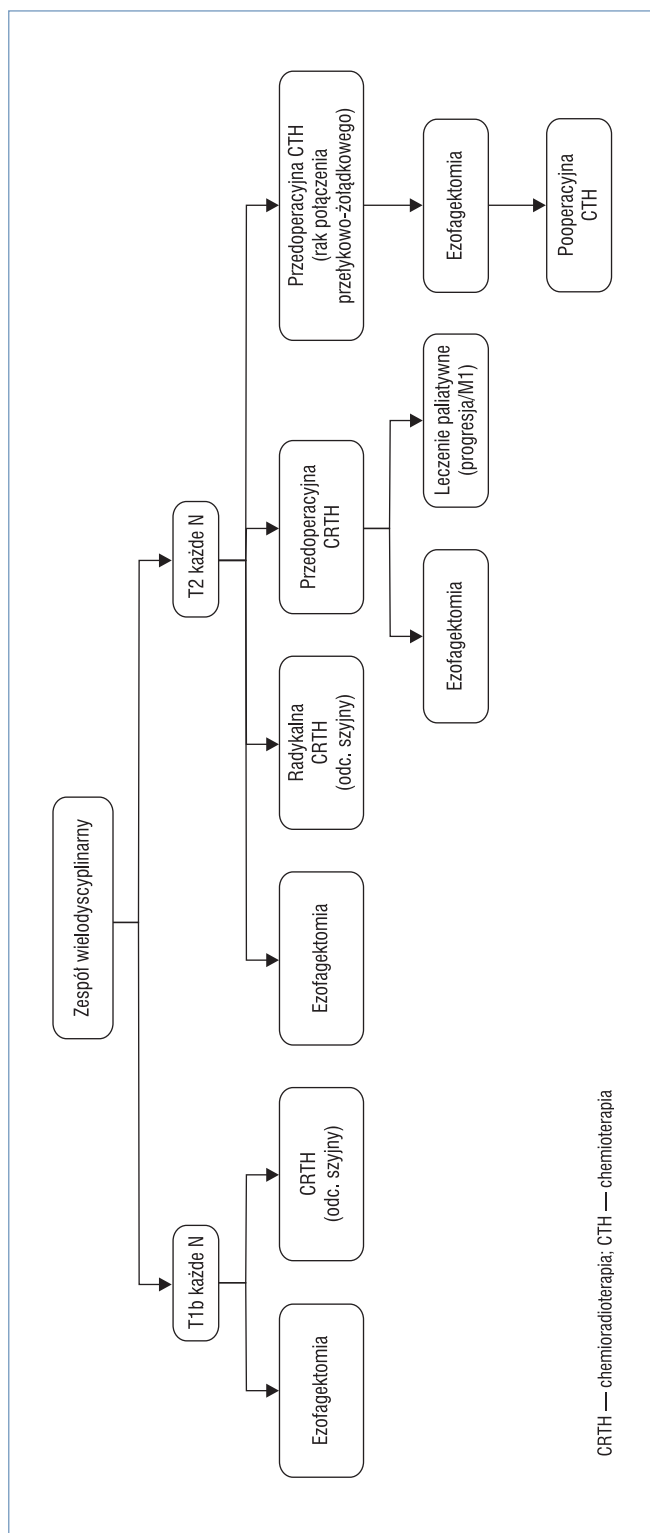 Zespół wielodyscyplinarny
T1b każde N
T2 każde N
Ezofagektomia
CRTH
(odc. szyjny)
Ezofagektomia
Radykalna
CRTH
(odc. szyjny)
Przedoperacyjna
CRTH
Przedoperacyjna CTH
(rak połączenia
przełykowo-żołądkowego)
Ezofagektomia
Leczenie paliatywne
(progresja/M1)
Ezofagektomia
Pooperacyjna
CTH
CRTH — chemioradioterapia; CTH — chemioterapia